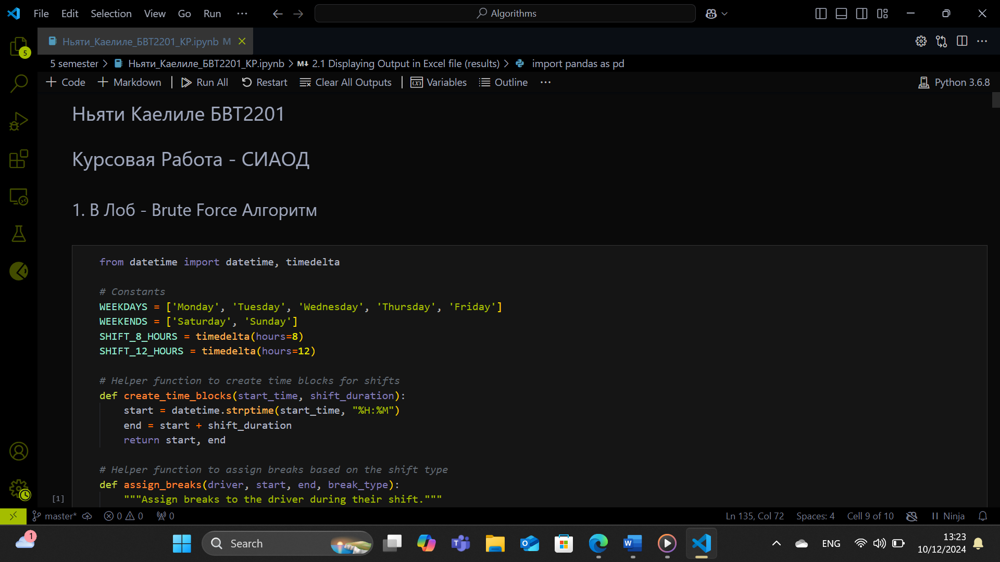 File Edit Selection View Go Run ··· Algorithms
Ньяти_Каелиле_БВТ2201_КР.ipynb M
5
5 semester > Ньяти_Каелиле_БВТ2201_КР.ipynb > M↓ 2.1 Displaying Output in Excel file (results) > import pandas as pd
+ Code + Markdown | Run All Restart Clear All Outputs | Variables Outline ··· Python 3.6.8
Ньяти Каелиле БВТ2201
Курсовая Работа - СИАОД
1. В Лоб - Brute Force Алгоритм
from datetime import datetime, timedelta
# Constants
WEEKDAYS = ['Monday', 'Tuesday', 'Wednesday', 'Thursday', 'Friday']
WEEKENDS = ['Saturday', 'Sunday']
SHIFT_8_HOURS = timedelta(hours=8)
SHIFT_12_HOURS = timedelta(hours=12)
# Helper function to create time blocks for shifts
def create_time_blocks(start_time, shift_duration):
    start = datetime.strptime(start_time, "%H:%M")
    end = start + shift_duration
    return start, end
# Helper function to assign breaks based on the shift type
def assign_breaks(driver, start, end, break_type):
[1]     """Assign breaks to the driver during their shift."""
master* 0 0 0 Ln 135, Col 72 Spaces: 4 Cell 9 of 10 Ninja
1 Search ENG 13:23
10/12/2024